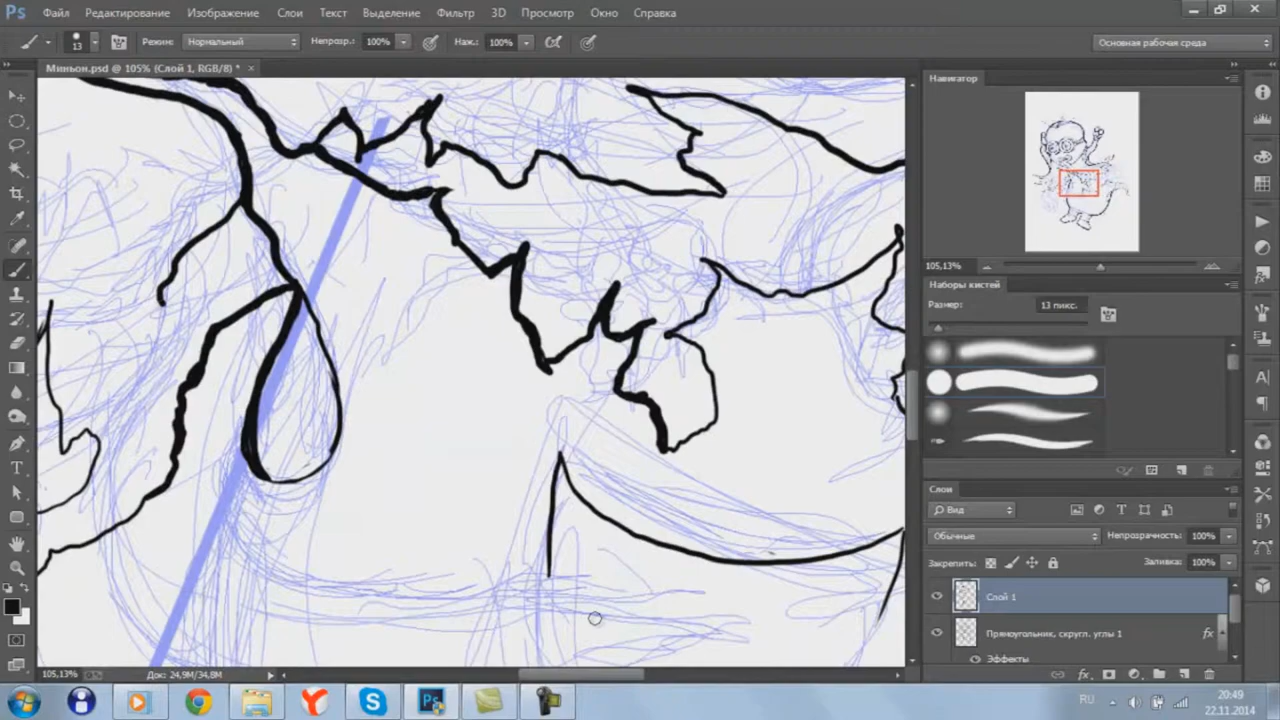 Ps Файл Редактирование Изображение Слои Текст Выделение Фильтр 3D Просмотр Окно Справка
13 Режим: Нормальный Непрозр.: 100% Наж.: 100% Основная рабочая среда
Миньон.psd @ 105% (Слой 1, RGB/8) * ×
Навигатор
105,13%
Наборы кистей
Размер: 13 пикс.
Слои
Вид
Обычные Непрозрачность: 100%
Закрепить: Заливка: 100%
Слой 1
Прямоугольник, скругл. углы 1 fx
Эффекты
105,13% Док: 24,9M/34,8M
RU 20:49
22.11.2014